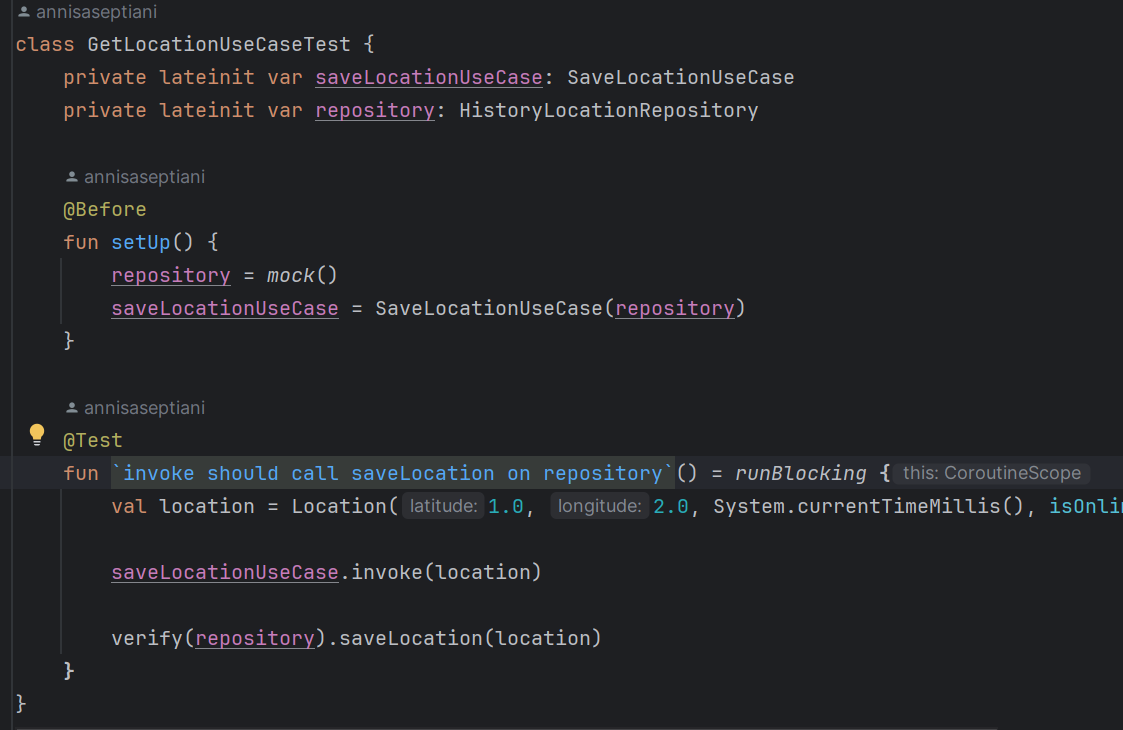 annisaseptiani
class GetLocationUseCaseTest {
    private lateinit var saveLocationUseCase: SaveLocationUseCase
    private lateinit var repository: HistoryLocationRepository
    annisaseptiani
    @Before
    fun setUp() {
        repository = mock()
        saveLocationUseCase = SaveLocationUseCase(repository)
    }
    annisaseptiani
    @Test
    fun `invoke should call saveLocation on repository`() = runBlocking { this: CoroutineScope
        val location = Location( latitude: 1.0, longitude: 2.0, System.currentTimeMillis(),
        saveLocationUseCase.invoke(location)
        verify(repository).saveLocation(location)
    }
}